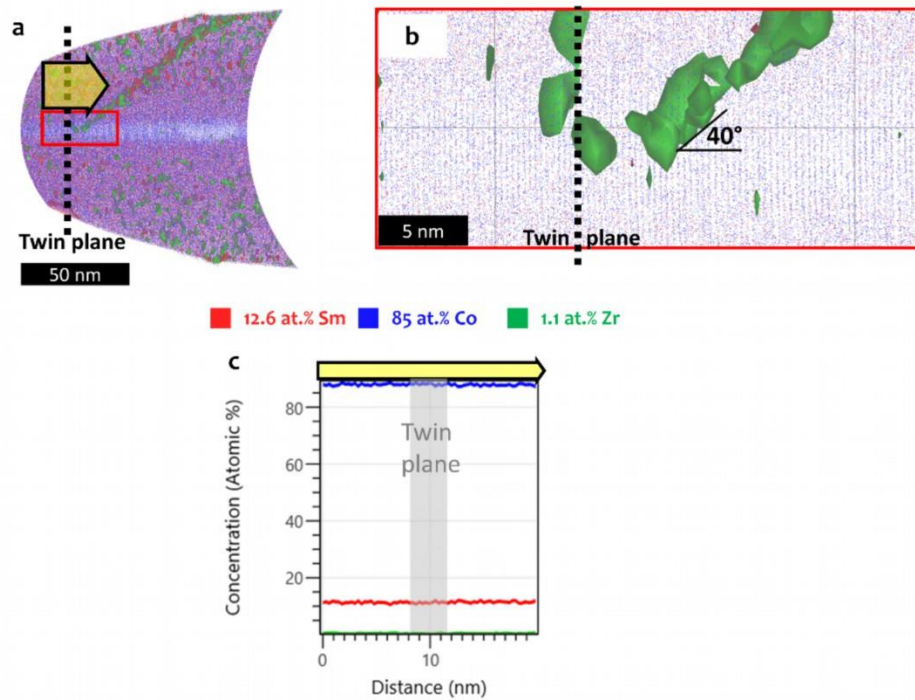 a
Twin plane
50 nm
b
40°
5 nm
Twin plane
12.6 at.% Sm 85 at.% Co 1.1 at.% Zr
c
Concentration (Atomic %)
80
60
40
20
Twin
plane
0 10
Distance (nm)